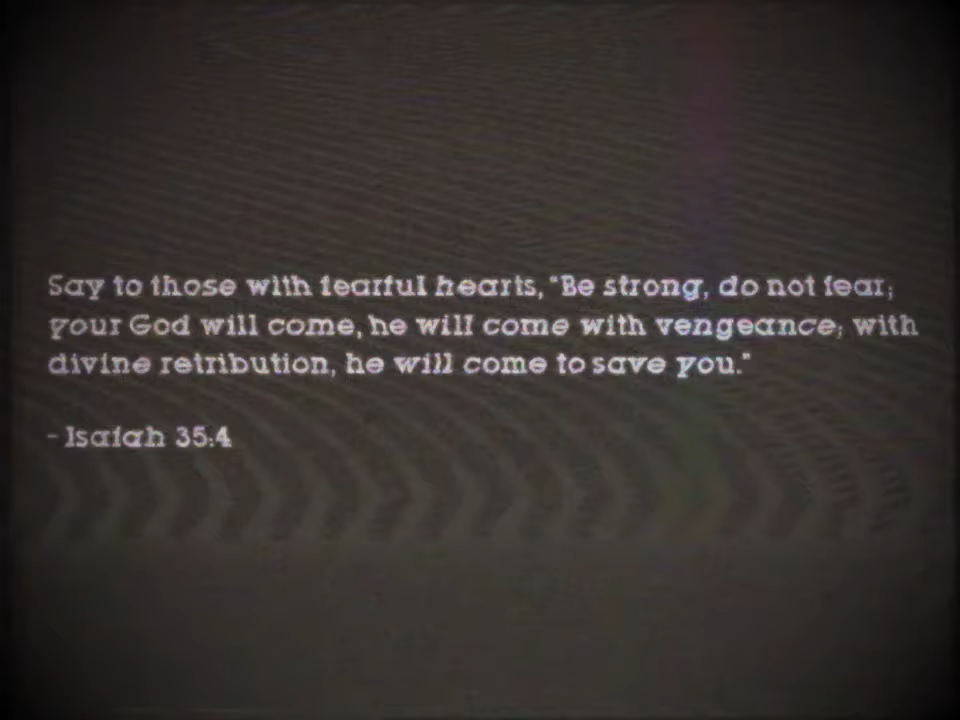 Say to those with fearful hearts, "Be strong, do not fear;
your God will come, he will come with vengeance; with
divine retribution, he will come to save you."
- Isaiah 35:4